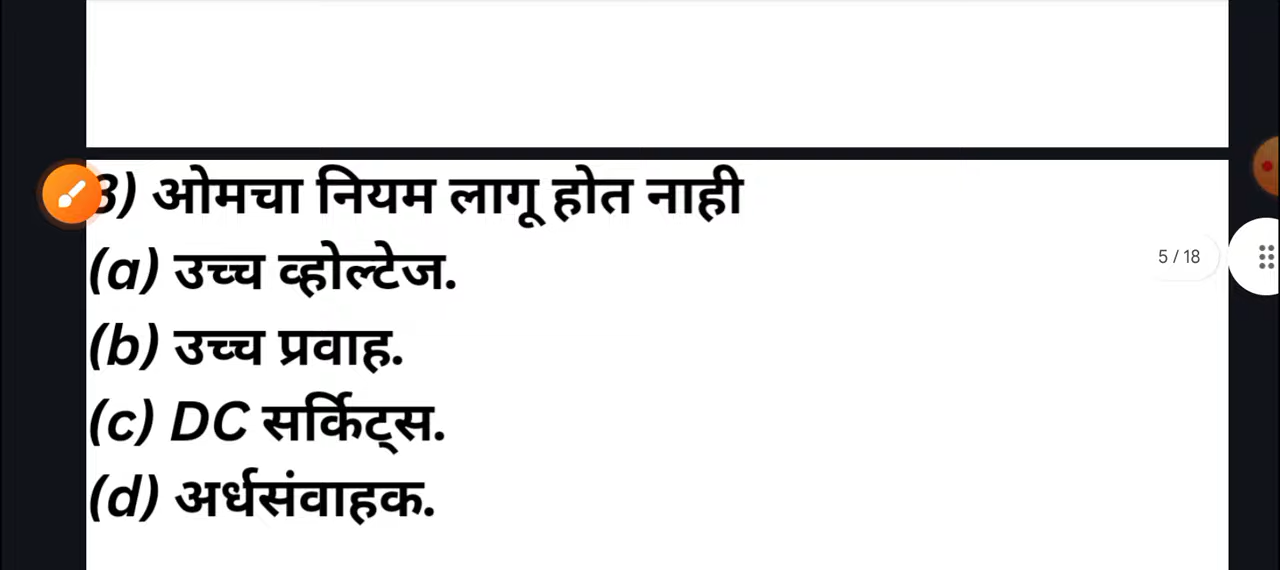 3) ओमचा नियम लागू होत नाही
(a) उच्च व्होल्टेज.
5 / 18
(b) उच्च प्रवाह.
(c) DC सर्किट्स.
(d) अर्धसंवाहक.